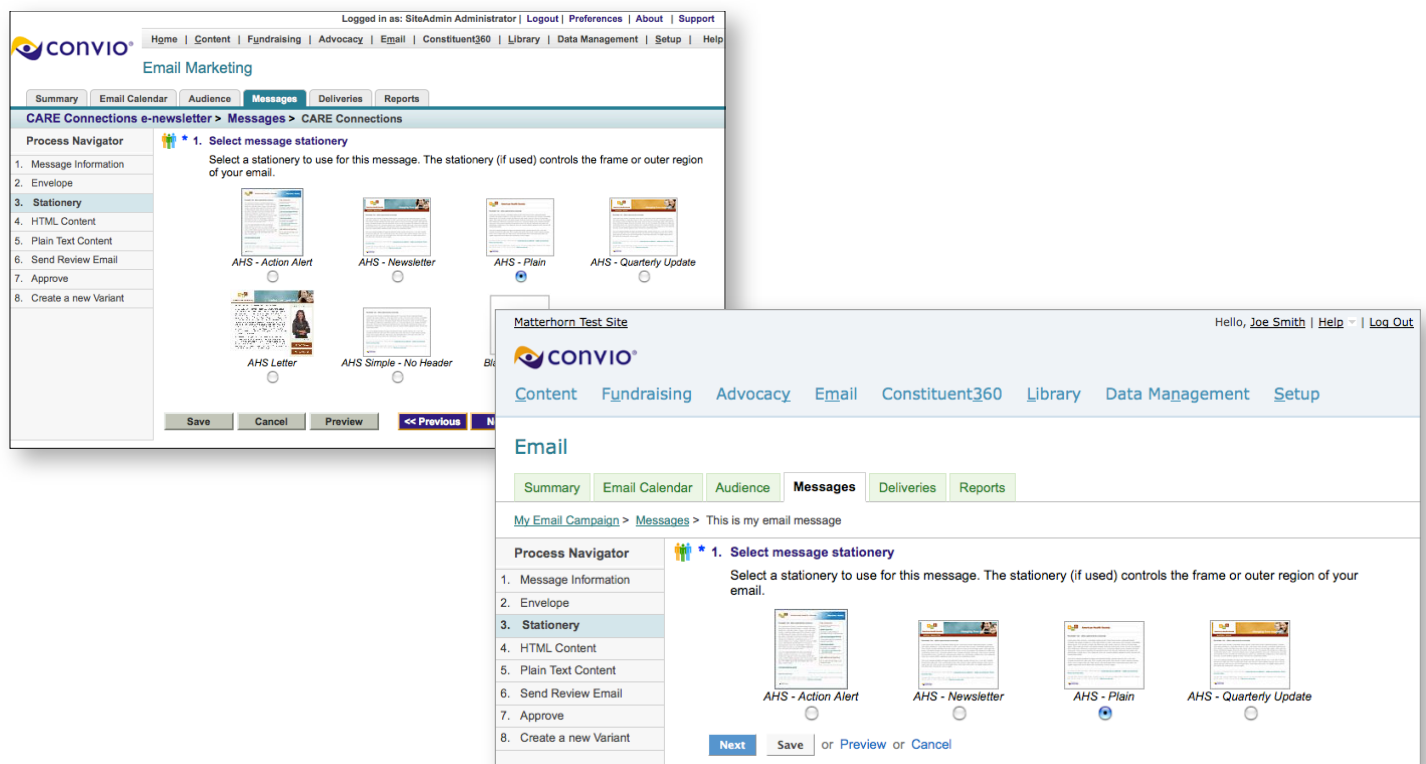 Logged in as: SiteAdmin Administrator | Logout | Preferences | About | Support
convio
Home | Content | Fundraising | Advocacy | Email | Constituent360 | Library | Data Management | Setup | Help
Email Marketing
Summary Email Calendar Audience Messages Deliveries Reports
CARE Connections e-newsletter > Messages > CARE Connections
Process Navigator
1. Message Information
2. Envelope
3. Stationery
4. HTML Content
5. Plain Text Content
6. Send Review Email
7. Approve
8. Create a new Variant
* 1. Select message stationery
Select a stationery to use for this message. The stationery (if used) controls the frame or outer region
of your email.
AHS - Action Alert AHS - Newsletter AHS - Plain AHS - Quarterly Update
AHS Letter AHS Simple - No Header
Save Cancel Preview << Previous
Matterhorn Test Site
Hello, Joe Smith | Help | Log Out
convio
Content Fundraising Advocacy Email Constituent360 Library Data Management Setup
Email
Summary Email Calendar Audience Messages Deliveries Reports
My Email Campaign > Messages > This is my email message
Process Navigator
1. Message Information
2. Envelope
3. Stationery
4. HTML Content
5. Plain Text Content
6. Send Review Email
7. Approve
8. Create a new Variant
* 1. Select message stationery
Select a stationery to use for this message. The stationery (if used) controls the frame or outer region of your
email.
AHS - Action Alert AHS - Newsletter AHS - Plain AHS - Quarterly Update
Next Save or Preview or Cancel